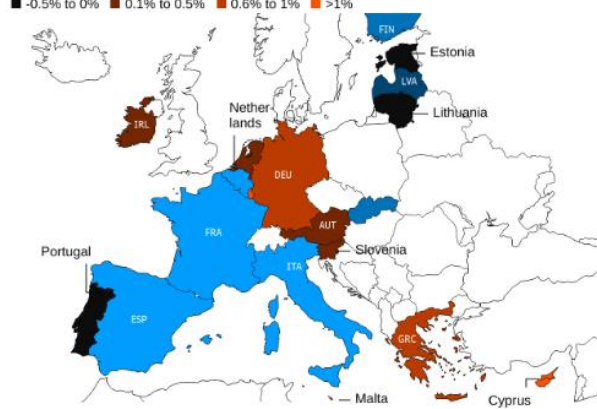 -0.5% to 0% 0.1% to 0.5% 0.6% to 1% >1%
FIN
Estonia
LVA
Lithuania
Nether
lands
IRL
DEU
AUT
FRA
Slovenia
ITA
Portugal
ESP
GRC
Malta
Cyprus